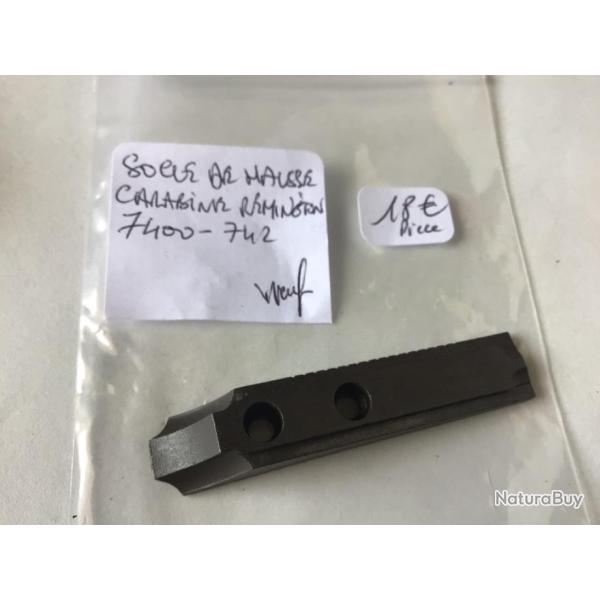 SOCLE DE HAUSSE
CARABINE REMINGTON
7400-742
Neuf
18 €
Pièce
NaturaBuy